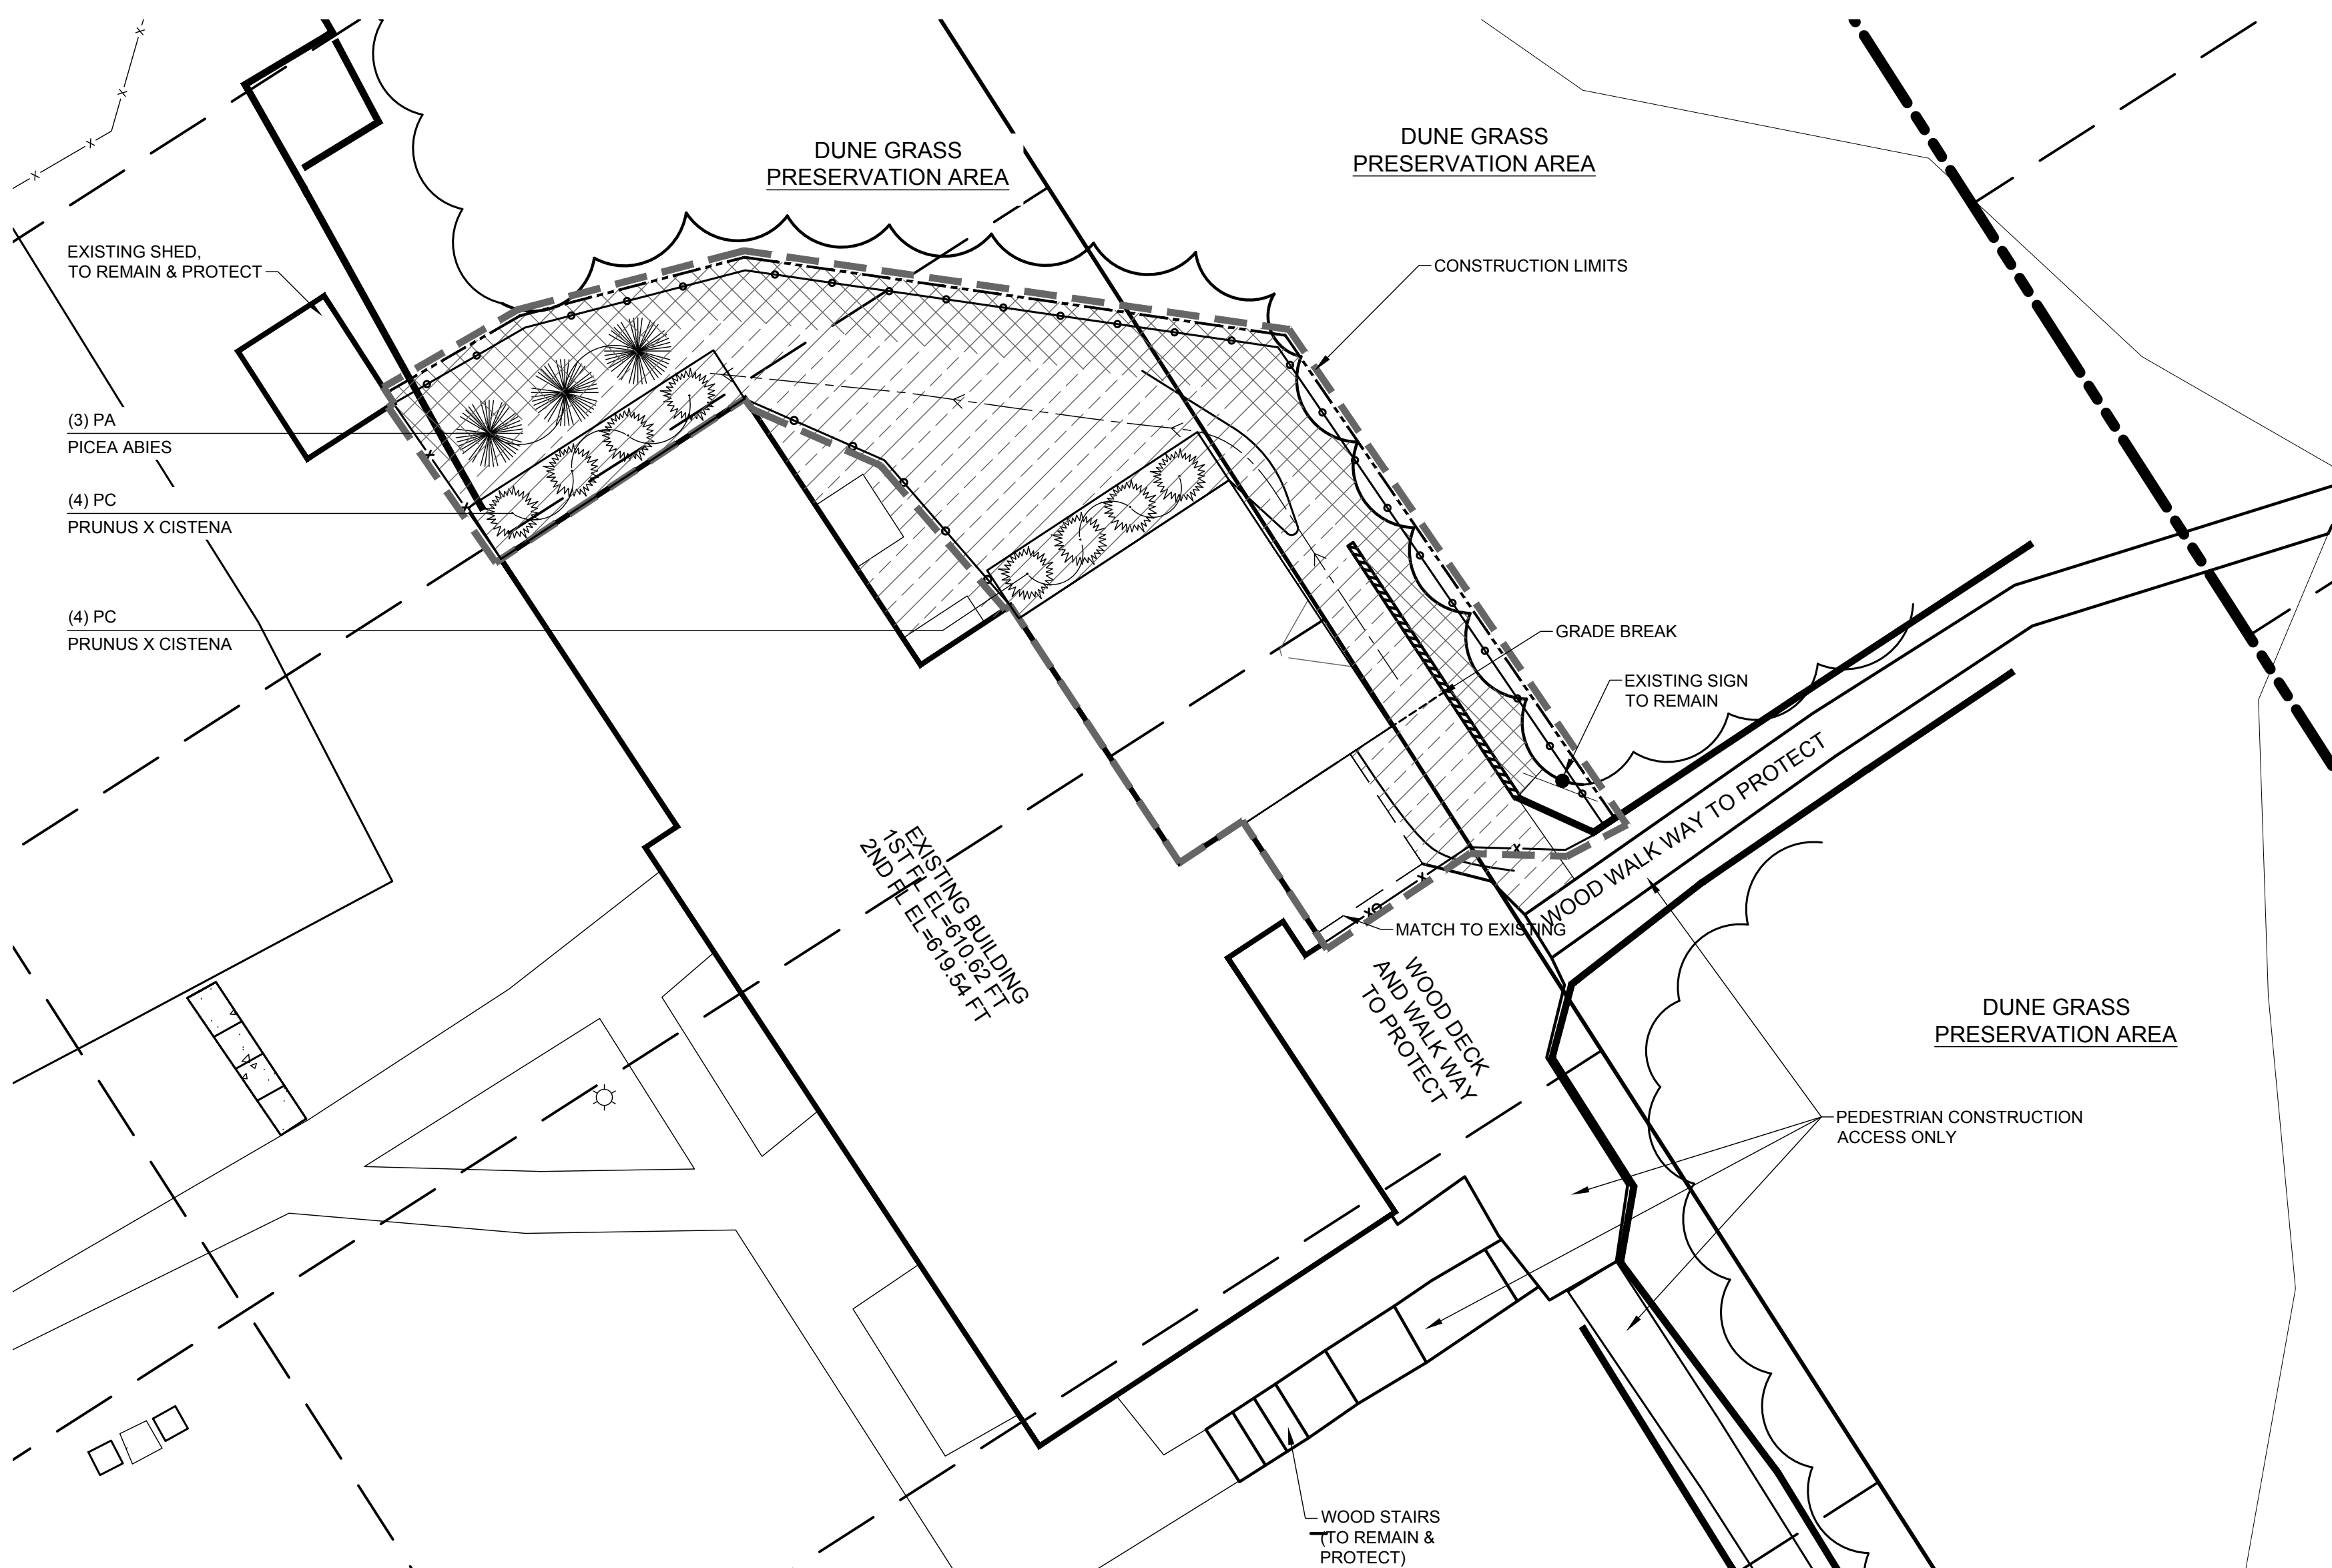 DUNE GRASS
PRESERVATION AREA
DUNE GRASS
PRESERVATION AREA
EXISTING SHED,
TO REMAIN & PROTECT
CONSTRUCTION LIMITS
(3) PA
PICEA ABIES
(4) PC
PRUNUS X CISTENA
(4) PC
PRUNUS X CISTENA
GRADE BREAK
EXISTING SIGN
TO REMAIN
WOOD WALK WAY TO PROTECT
EXISTING BUILDING
1ST FL EL=610.62 FT
2ND FL EL=619.54 FT
MATCH TO EXISTING
WOOD DECK
AND WALK WAY
TO PROTECT
DUNE GRASS
PRESERVATION AREA
PEDESTRIAN CONSTRUCTION
ACCESS ONLY
WOOD STAIRS
(TO REMAIN &
PROTECT)